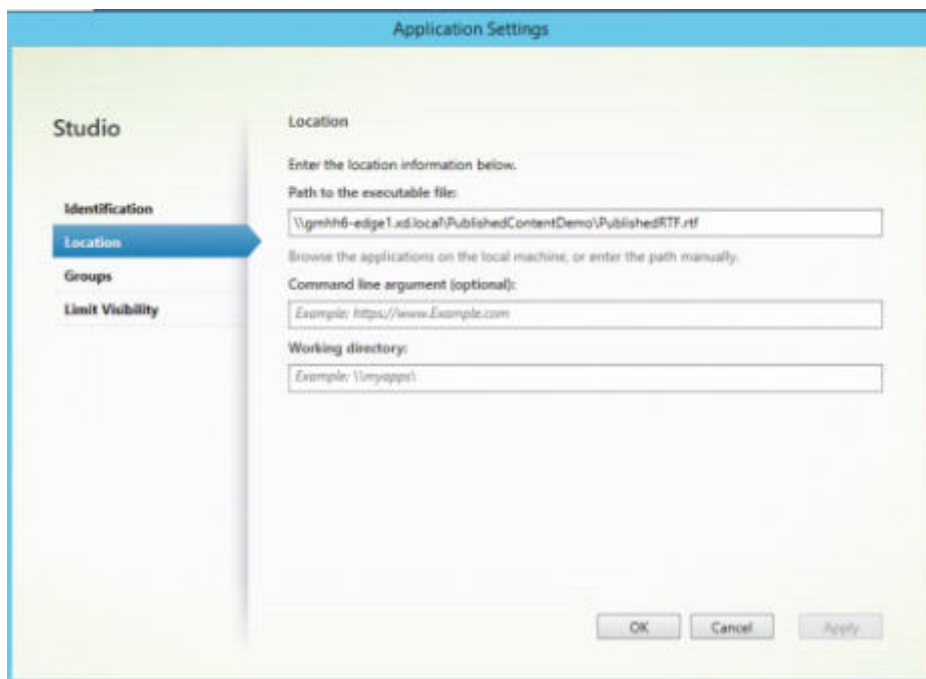 Application Settings
Studio
Identification
Location
Groups
Limit Visibility
Location
Enter the location information below.
Path to the executable file:
\\gmhh6-edge1.xd.local\PublishedContentDemo\PublishedRTF.rtf
Browse the applications on the local machine, or enter the path manually.
Command line argument (optional):
Example: https://www.Example.com
Working directory:
Example: \\myapps\
OK
Cancel
Apply